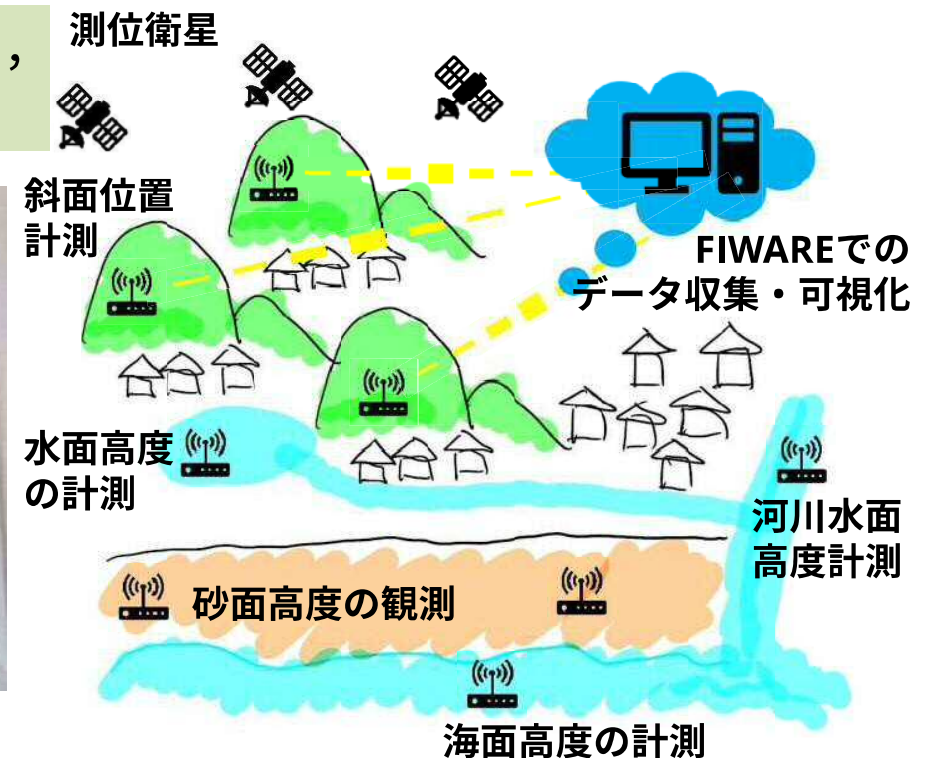 ，
測位衛星
斜面位置
計測
FIWAREでの
データ収集・可視化
水面高度
の計測
河川水面
高度計測
砂面高度の観測
海面高度の計測